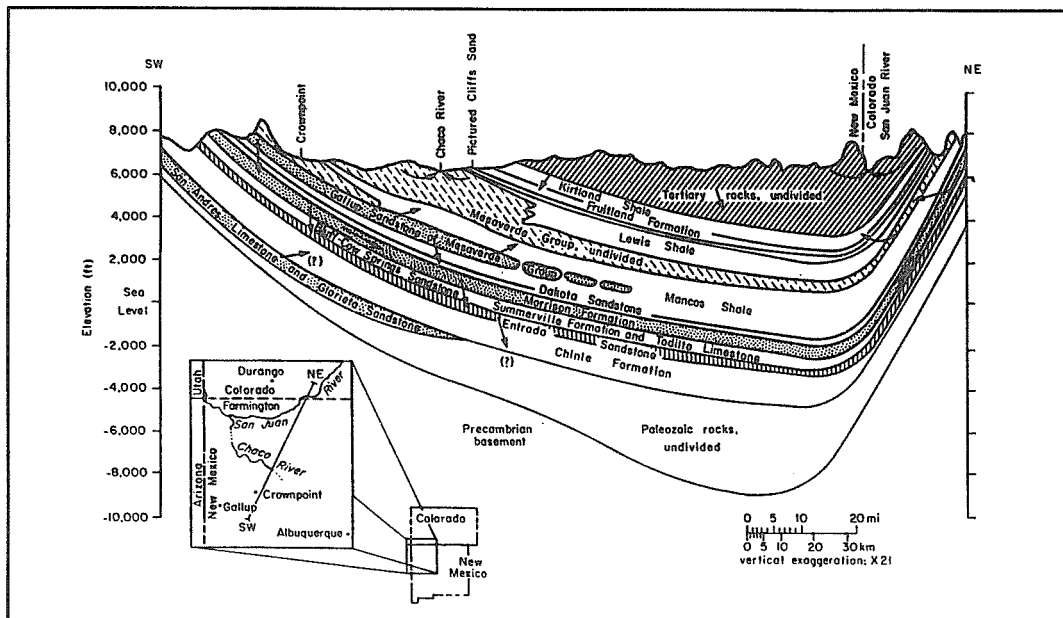 SW
NE
Crownpoint
Chaco River
Pictured Cliffs Sand
New Mexico
Colorado
San Juan River
Elevation (ft)
10,000
8,000
6,000
4,000
2,000
Sea
Level
-2,000
-4,000
-6,000
-8,000
-10,000
Tertiary rocks, undivided
Kirtland Shale
Fruitland Formation
Lewis Shale
Mesaverde Group, undivided
Gallup Sandstone of Mesaverde
Group
Mancos Shale
Dakota Sandstone
Morrison Formation
Summerville Formation and Todilto Limestone
Cow Springs Sandstone
Entrada Sandstone
Chinle Formation
San Andres Limestone and Glorieta Sandstone
(?)
(?)
Precambrian
basement
Paleozoic rocks,
undivided
Utah
Durango
NE
Colorado
River
Farmington
San Juan
Chaco River
Arizona
New Mexico
Crownpoint
Gallup
SW
Albuquerque
Colorado
New
Mexico
0 5 10 20 mi
0 5 10 20 30 km
vertical exaggeration: X21